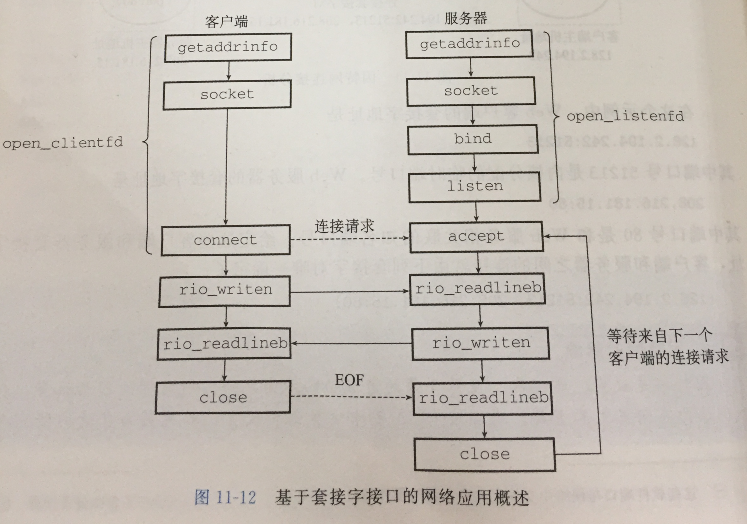 客户端
服务器
getaddrinfo
getaddrinfo
socket
socket
open_clientfd
open_listenfd
bind
listen
连接请求
connect
accept
rio_writen
rio_readlineb
rio_readlineb
rio_writen
等待来自下一个
客户端的连接请求
EOF
close
rio_readlineb
close
图 11-12 基于套接字接口的网络应用概述